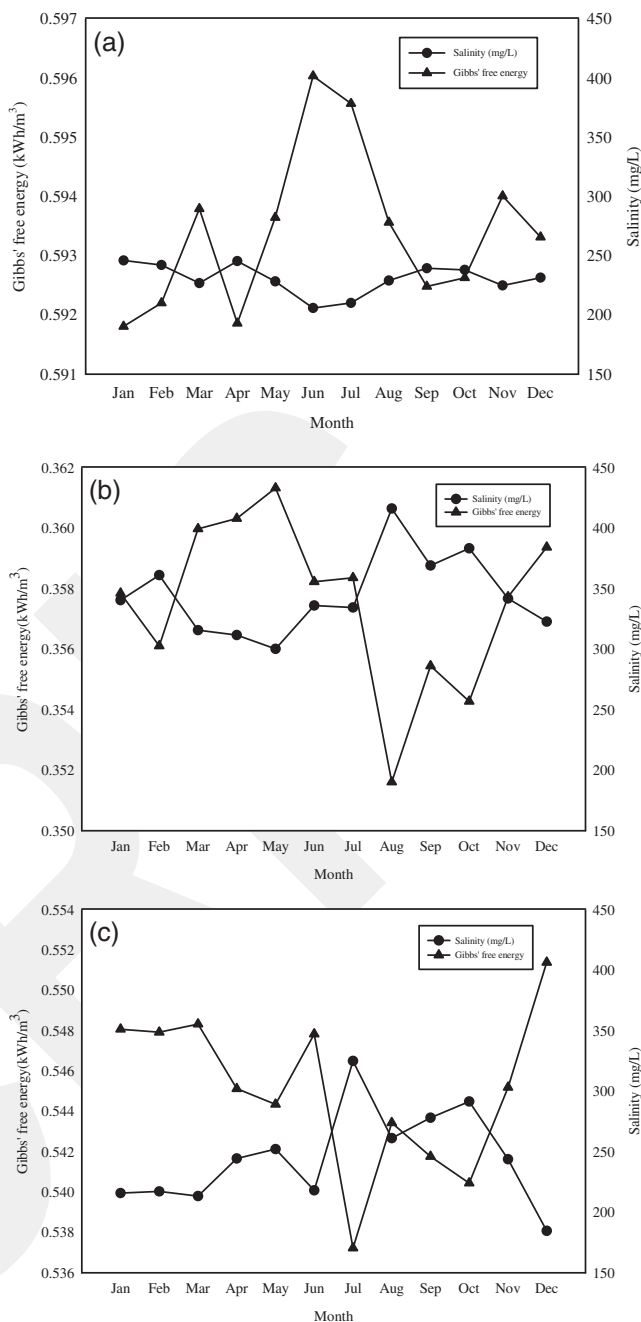 (a)
Salinity (mg/L)
Gibbs' free energy
Gibbs' free energy (kWh/m³)
0.597
0.596
0.595
0.594
0.593
0.592
0.591
450
400
350
300
250
200
150
Salinity (mg/L)
Jan Feb Mar Apr May Jun Jul Aug Sep Oct Nov Dec
Month
(b)
Salinity (mg/L)
Gibbs' free energy
Gibbs' free energy(kWh/m³)
0.362
0.360
0.358
0.356
0.354
0.352
0.350
450
400
350
300
250
200
150
Salinity (mg/L)
Jan Feb Mar Apr May Jun Jul Aug Sep Oct Nov Dec
Month
(c)
Salinity (mg/L)
Gibbs' free energy
Gibbs' free energy(kWh/m³)
0.554
0.552
0.550
0.548
0.546
0.544
0.542
0.540
0.538
0.536
450
400
350
300
250
200
150
Salinity (mg/L)
Jan Feb Mar Apr May Jun Jul Aug Sep Oct Nov Dec
Month